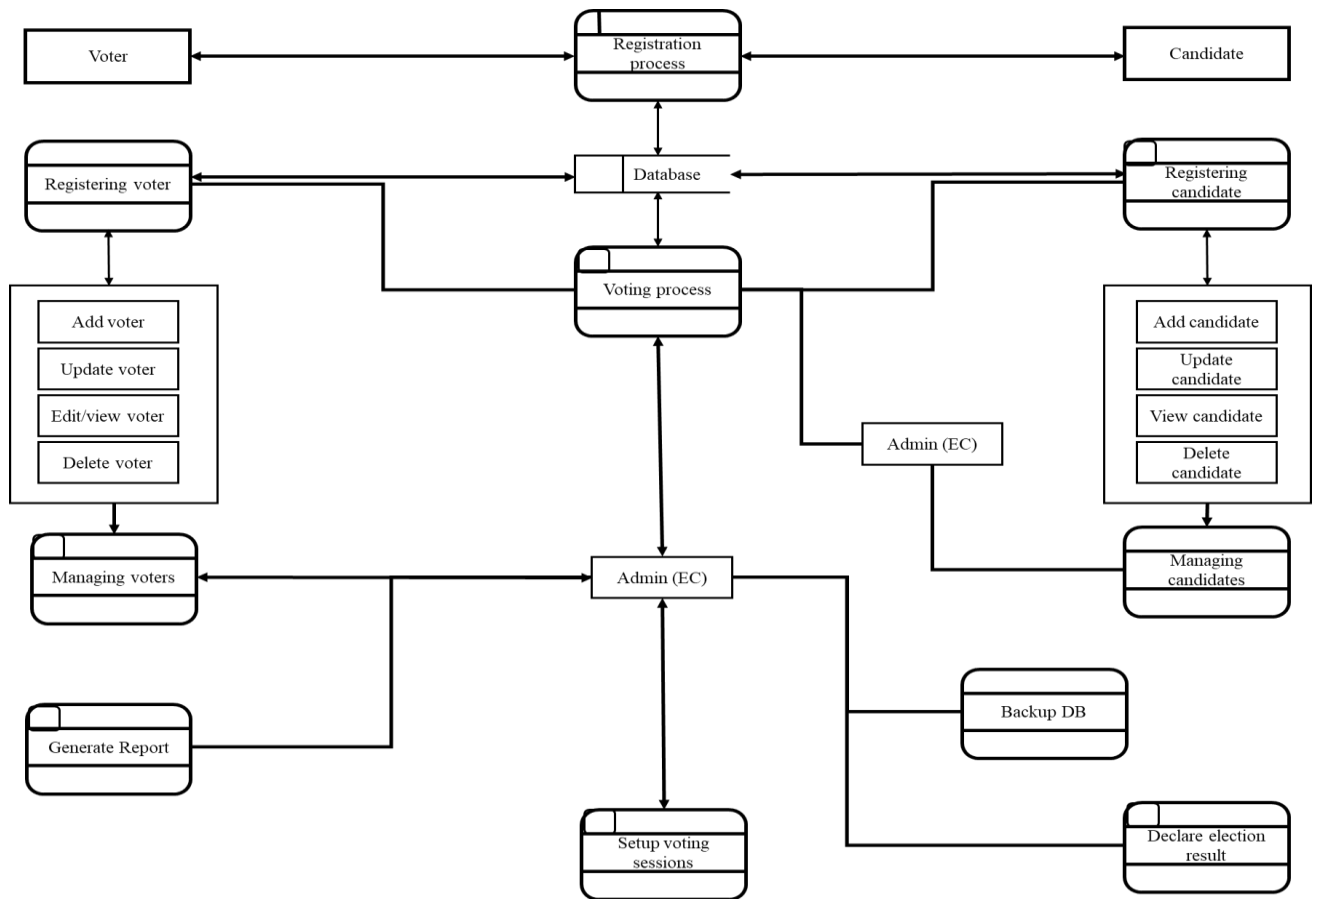 Voter
Registration
process
Candidate
Registering voter
Database
Registering
candidate
Voting process
Add voter
Update voter
Edit/view voter
Delete voter
Add candidate
Update
candidate
View candidate
Delete
candidate
Admin (EC)
Managing voters
Admin (EC)
Managing
candidates
Generate Report
Backup DB
Setup voting
sessions
Declare election
result